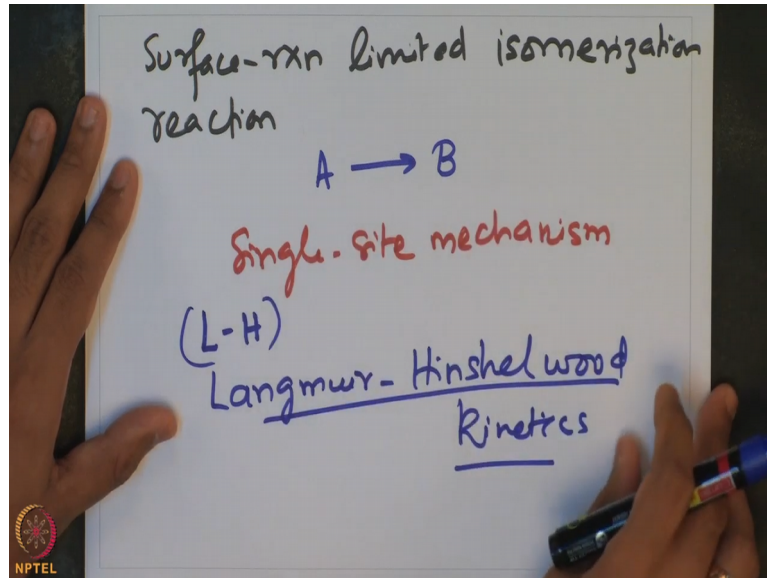 Surface-rxn limited isomerization
reaction
A → B
Single-site mechanism
(L-H)
Langmuir-Hinshelwood
Kinetics
NPTEL